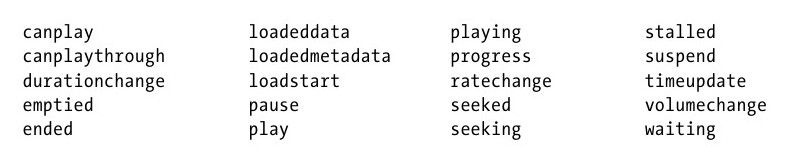 canplay loadeddata playing stalled
canplaythrough loadedmetadata progress suspend
durationchange loadstart ratechange timeupdate
emptied pause seeked volumechange
ended play seeking waiting